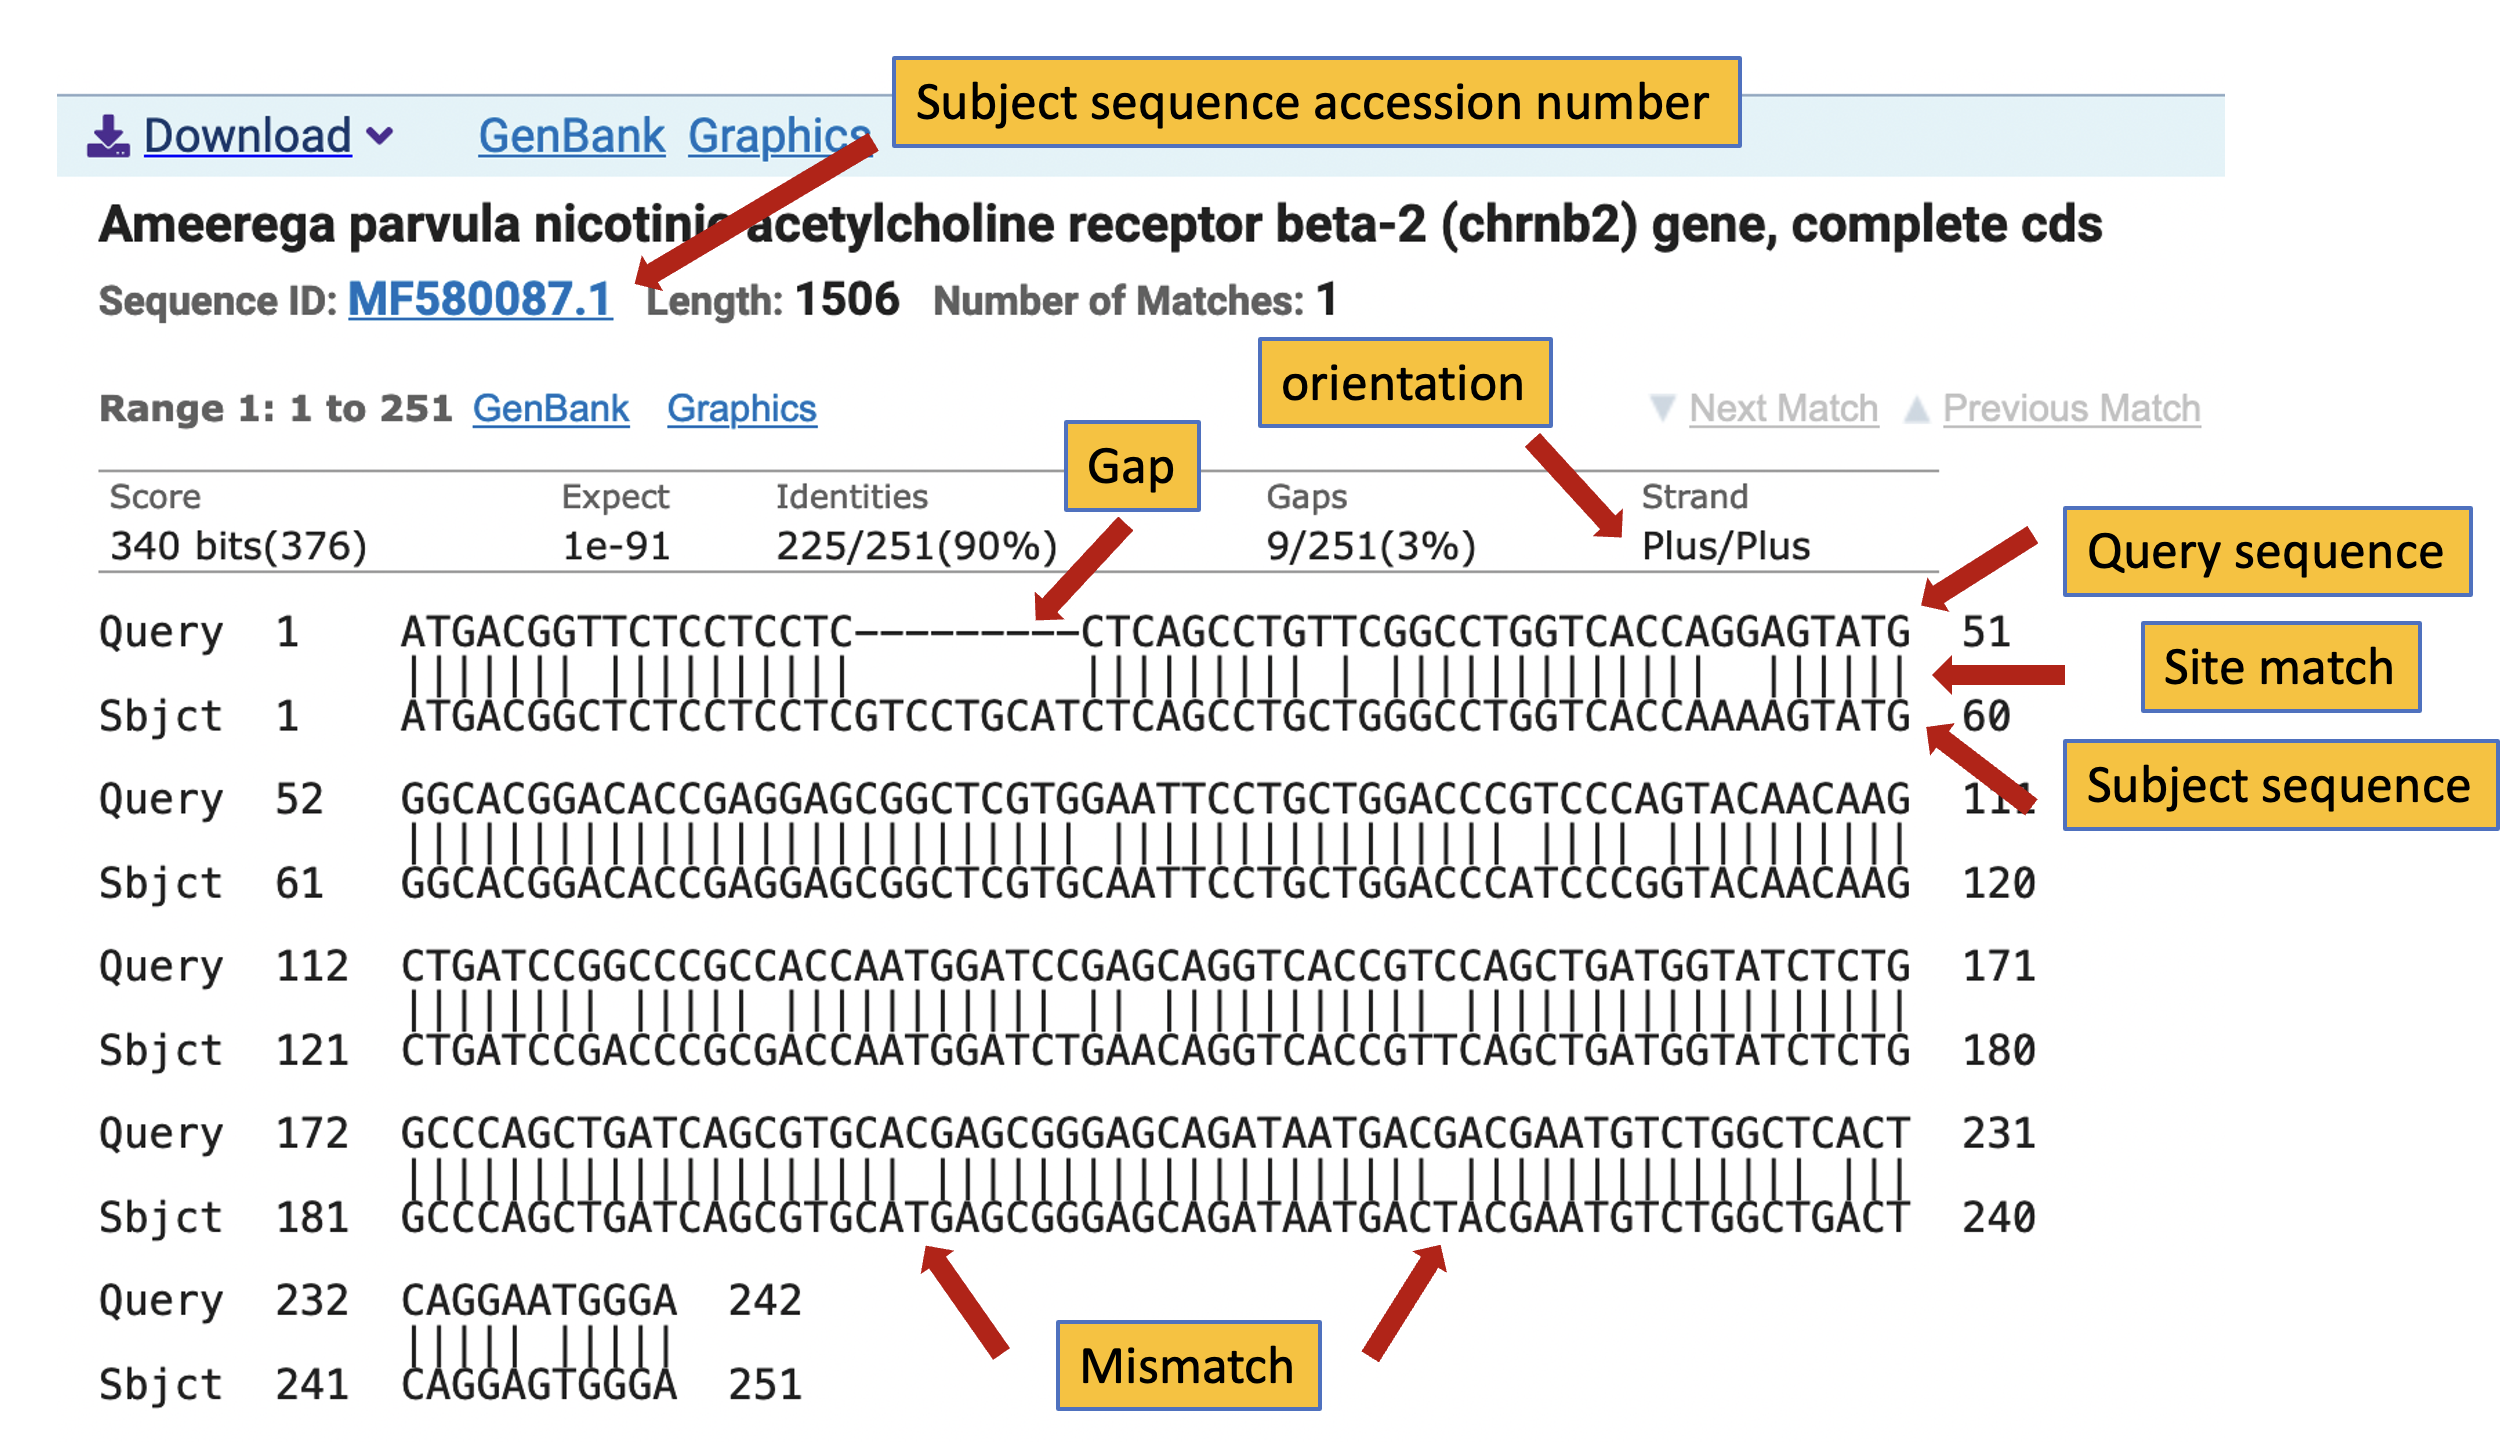 Subject sequence accession number
Download GenBank Graphics
Ameerega parvula nicotinic acetylcholine receptor beta-2 (chrnb2) gene, complete cds
Sequence ID: MF580087.1 Length: 1506 Number of Matches: 1
orientation
Range 1: 1 to 251 GenBank Graphics Next Match Previous Match
Gap
Score Expect Identities Gaps Strand
340 bits(376) 1e-91 225/251(90%) 9/251(3%) Plus/Plus
Query sequence
Query 1 ATGACGGTTCTCCTCCTC---------CTCAGCCTGTTCGGCCTGGTCACCAGGAGTATG 51
Site match
Sbjct 1 ATGACGGCTCTCCTCCTCGTCCTGCATCTCAGCCTGCTGGGCCTGGTCACCAAAAGTATG 60
Subject sequence
Query 52 GGCACGGACACCGAGGAGCGGCTCGTGGAATTCCTGCTGGACCCGTCCCAGTACAACAAG 111
Sbjct 61 GGCACGGACACCGAGGAGCGGCTCGTGCAATTCCTGCTGGACCCATCCCGGTACAACAAG 120
Query 112 CTGATCCGGCCCGCCACCAATGGATCCGAGCAGGTCACCGTCCAGCTGATGGTATCTCTG 171
Sbjct 121 CTGATCCGACCCGCGACCAATGGATCTGAACAGGTCACCGTTCAGCTGATGGTATCTCTG 180
Query 172 GCCCAGCTGATCAGCGTGCACGAGCGGGAGCAGATAATGACGACGAATGTCTGGCTCACT 231
Sbjct 181 GCCCAGCTGATCAGCGTGCATGAGCGGGAGCAGATAATGACTACGAATGTCTGGCTGACT 240
Query 232 CAGGAATGGGA 242
Sbjct 241 CAGGAGTGGGA 251
Mismatch